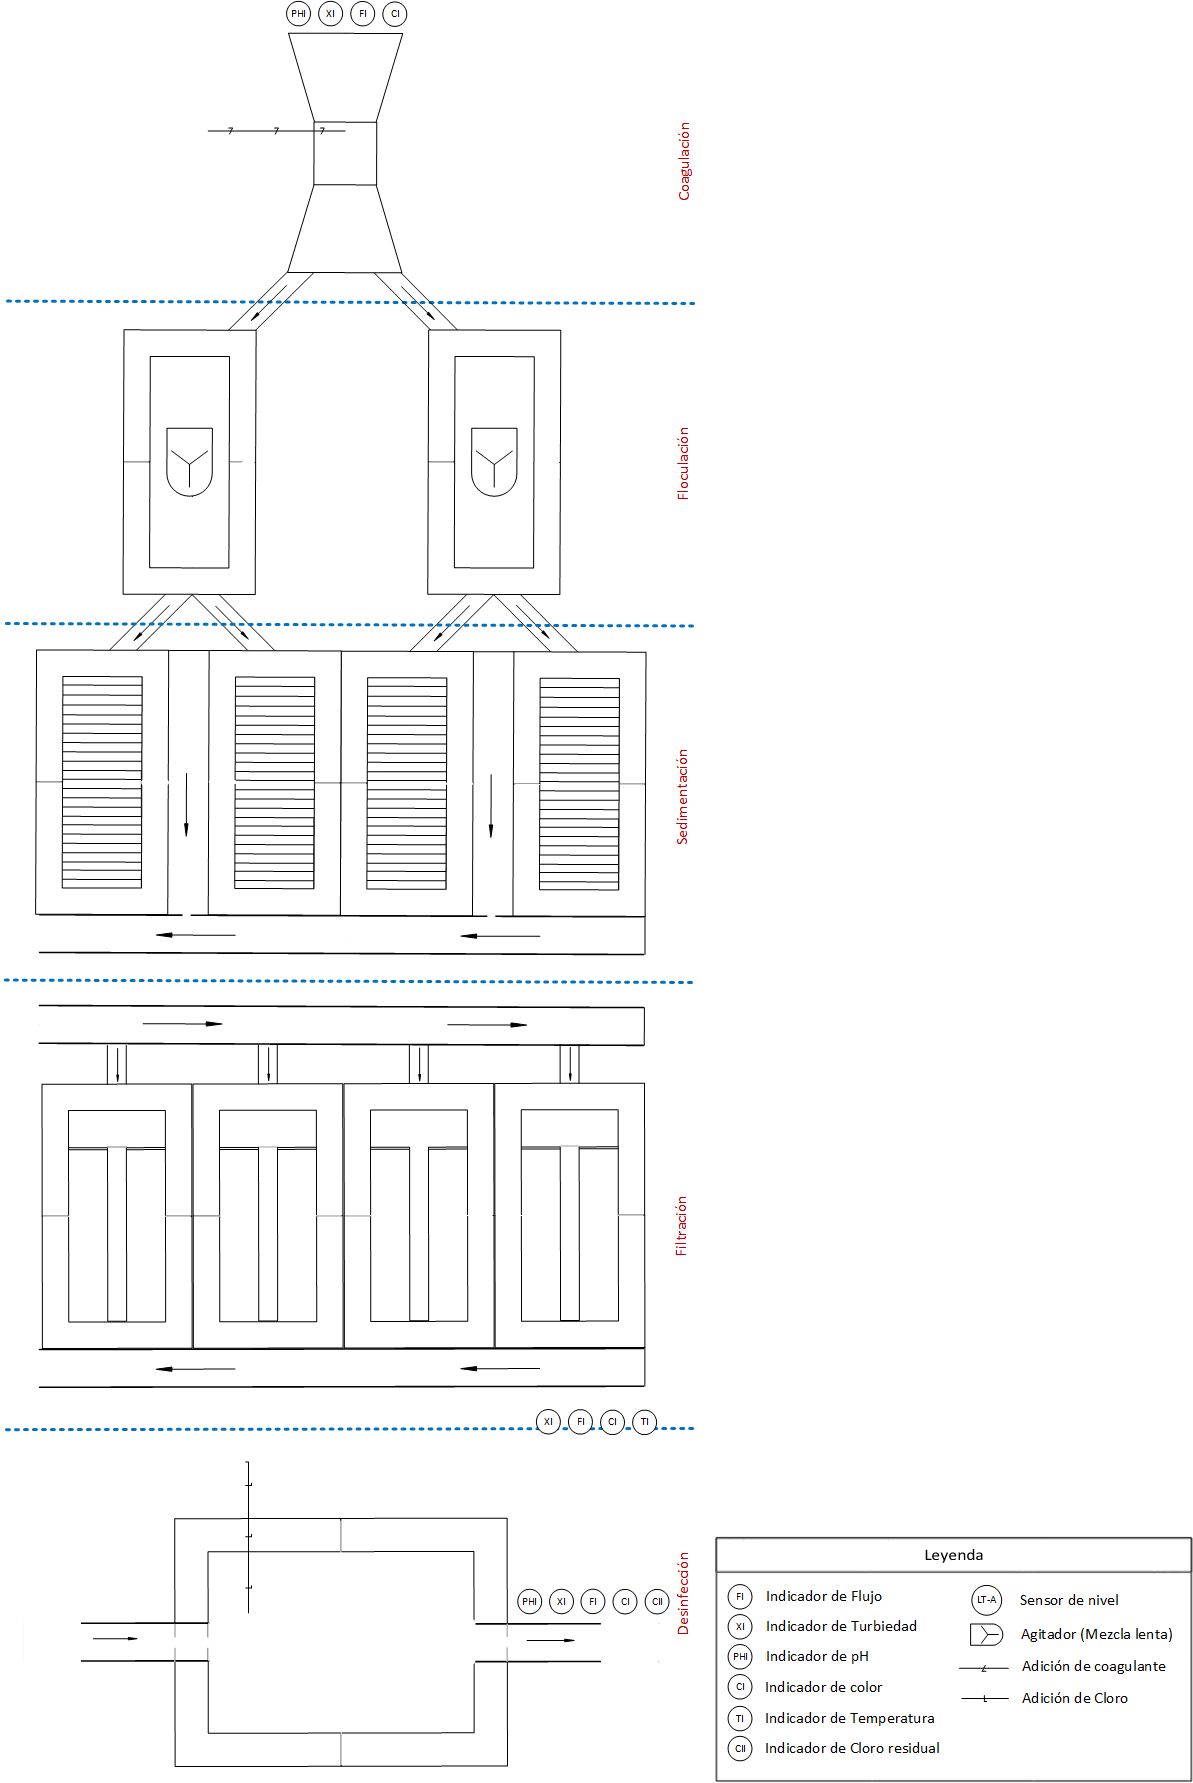 PHI XI FI CI
Coagulación
Floculación
Sedimentación
Filtración
XI FI CI TI
Desinfección
PHI XI FI CI CII
Leyenda
FI Indicador de Flujo
XI Indicador de Turbiedad
PHI Indicador de pH
CI Indicador de color
TI Indicador de Temperatura
CII Indicador de Cloro residual
LT-A Sensor de nivel
Agitador (Mezcla lenta)
Adición de coagulante
Adición de Cloro